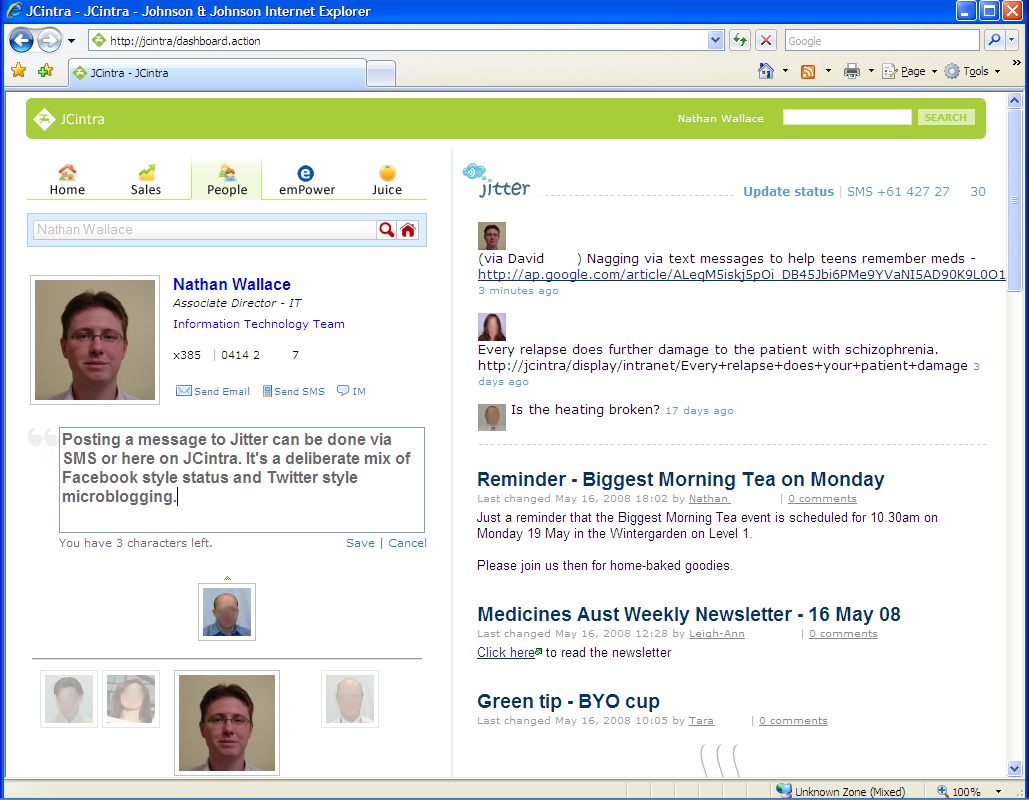 JCintra - JCintra - Johnson & Johnson Internet Explorer
http://jcintra/dashboard.action
Google
JCintra - JCintra
Page
Tools
JCintra
Nathan Wallace
SEARCH
Home
Sales
People
emPower
Juice
Nathan Wallace
Nathan Wallace
Associate Director - IT
Information Technology Team
x385 | 0414 2 7
Send Email
Send SMS
IM
Posting a message to Jitter can be done via
SMS or here on JCintra. It's a deliberate mix of
Facebook style status and Twitter style
microblogging.
You have 3 characters left.
Save | Cancel
jitter
Update status | SMS +61 427 27 30
(via David ) Nagging via text messages to help teens remember meds -
http://ap.google.com/article/ALeqM5iskj5pOi_DB45Jbi6PMe9YVaNI5AD90K9L0O1
3 minutes ago
Every relapse does further damage to the patient with schizophrenia.
http://jcintra/display/intranet/Every+relapse+does+your+patient+damage 3
days ago
Is the heating broken? 17 days ago
Reminder - Biggest Morning Tea on Monday
Last changed May 16, 2008 18:02 by Nathan | 0 comments
Just a reminder that the Biggest Morning Tea event is scheduled for 10.30am on
Monday 19 May in the Wintergarden on Level 1.
Please join us then for home-baked goodies.
Medicines Aust Weekly Newsletter - 16 May 08
Last changed May 16, 2008 12:28 by Leigh-Ann | 0 comments
Click here to read the newsletter
Green tip - BYO cup
Last changed May 16, 2008 10:05 by Tara | 0 comments
Unknown Zone (Mixed)
100%